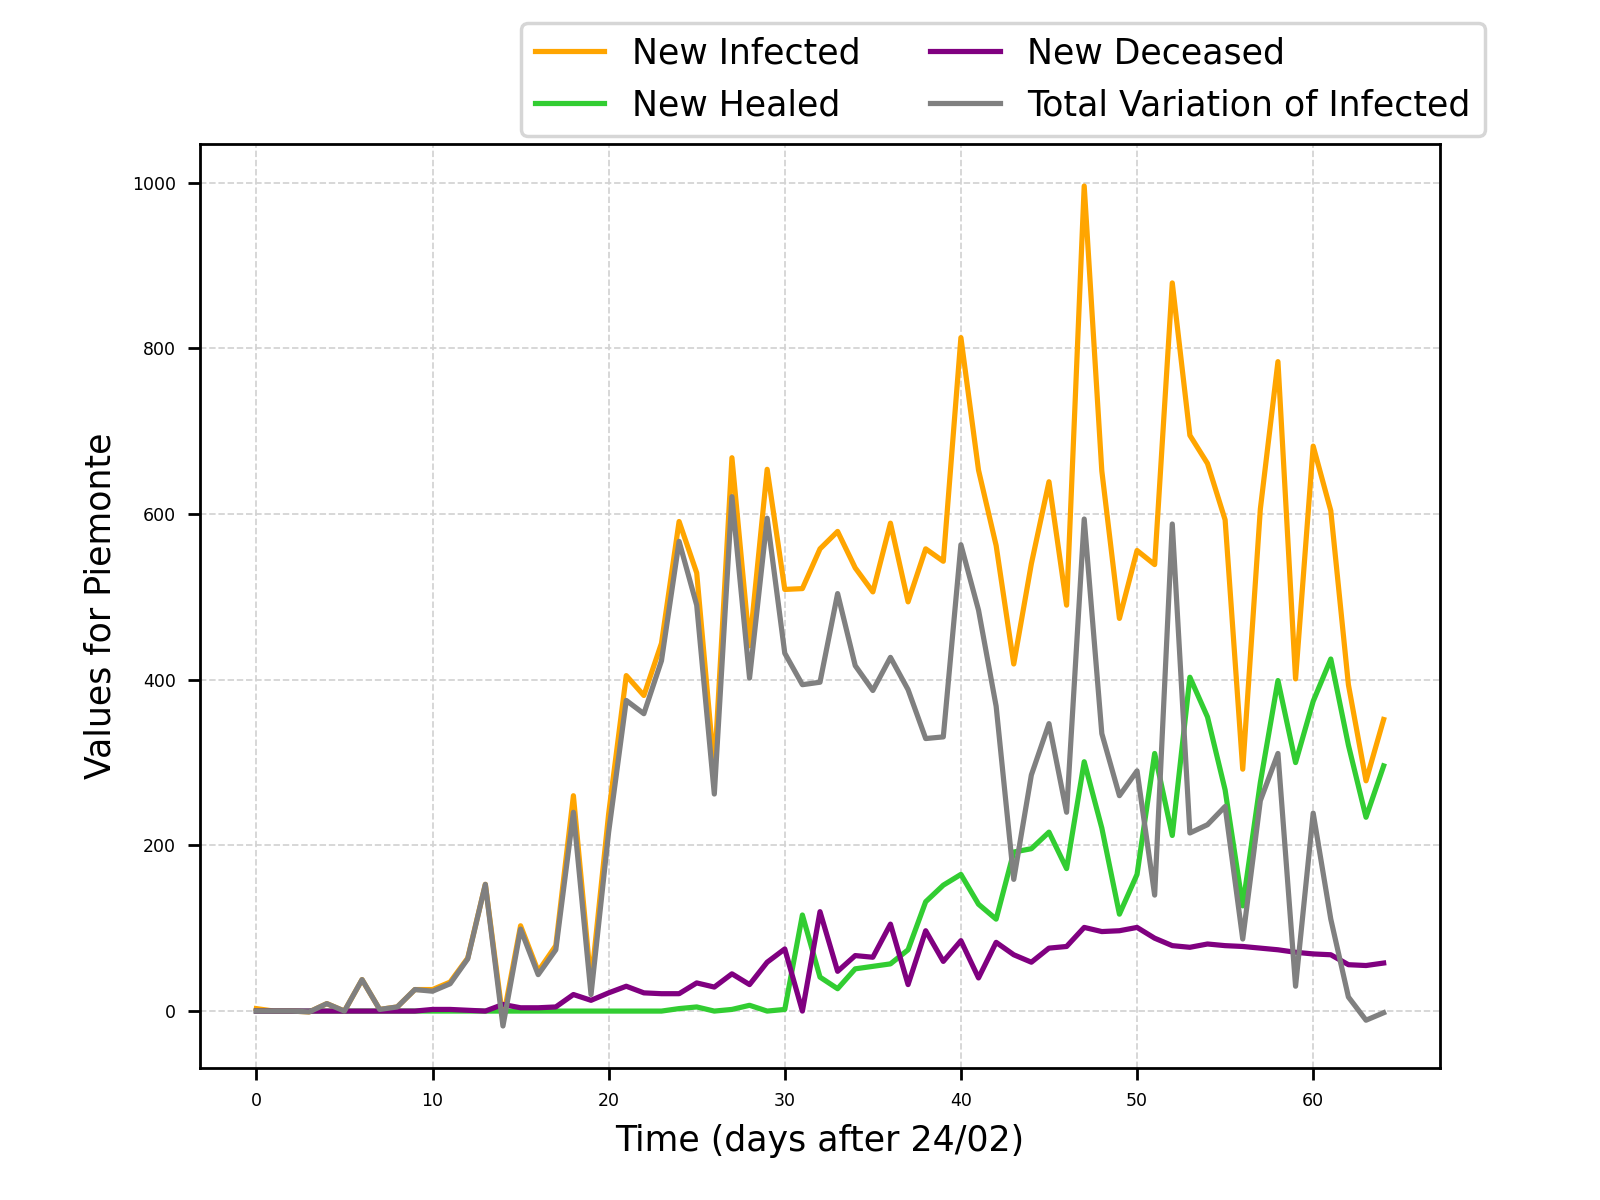 New Infected
New Deceased
New Healed
Total Variation of Infected
1000
800
600
400
200
0
Values for Piemonte
0 10 20 30 40 50 60
Time (days after 24/02)